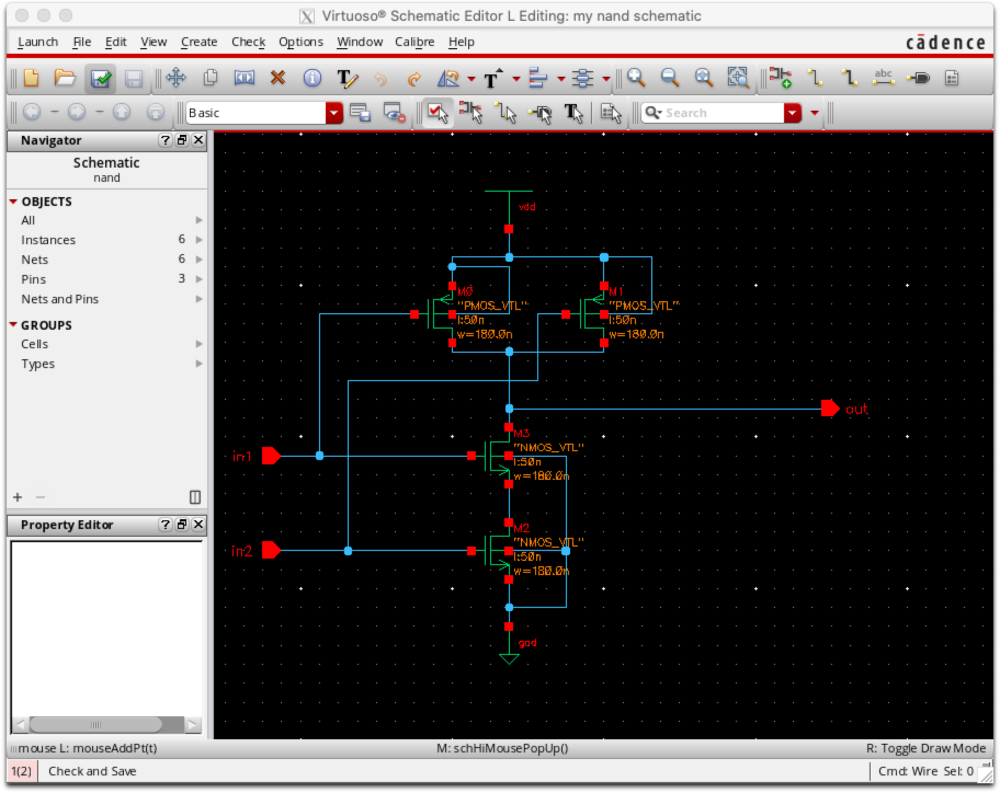 Virtuoso® Schematic Editor L Editing: my nand schematic
Launch File Edit View Create Check Options Window Calibre Help
cādence
abc
Basic
Search
Navigator
Schematic
nand
OBJECTS
All
Instances 6
Nets 6
Pins 3
Nets and Pins
GROUPS
Cells
Types
Property Editor
vdd
M0
"PMOS_VTL"
l:50n
w=180.0n
M1
"PMOS_VTL"
l:50n
w=180.0n
out
in1
M3
"NMOS_VTL"
l:50n
w=180.0n
in2
M2
"NMOS_VTL"
l:50n
w=180.0n
gnd
mouse L: mouseAddPt(t) M: schHiMousePopUp() R: Toggle Draw Mode
1(2) Check and Save Cmd: Wire Sel: 0